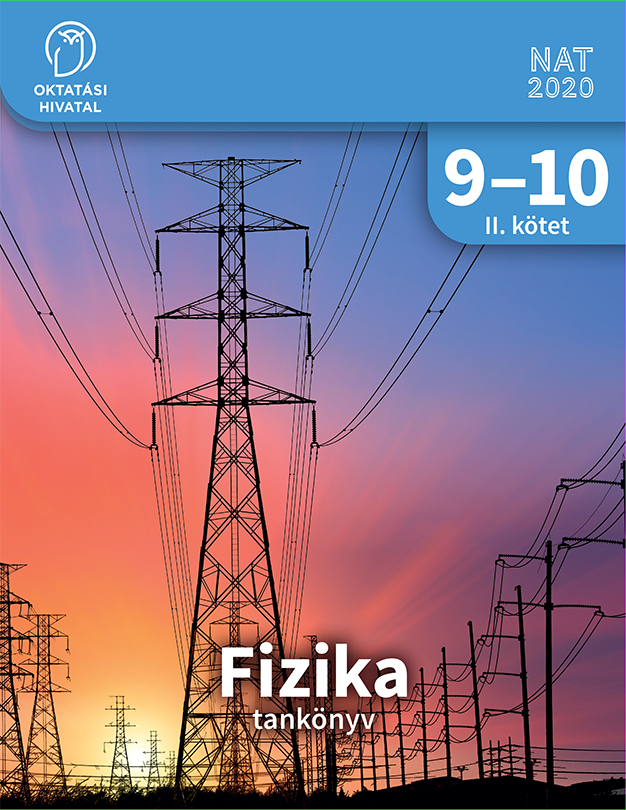 OKTATÁSI
HIVATAL
NAT
2020
9–10
II. kötet
Fizika
tankönyv